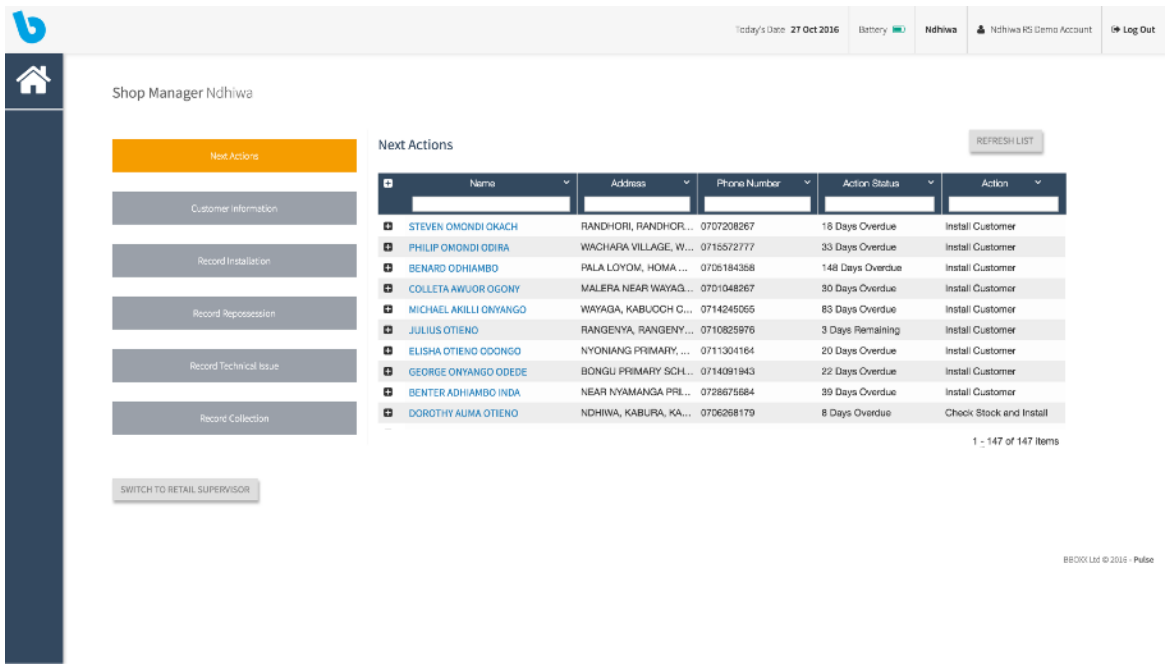 Today's Date 27 Oct 2016 Battery Ndhiwa Ndhiwa RS Demo Account Log Out
Shop Manager Ndhiwa
Next Actions
Customer Information
Record Installation
Record Repossession
Record Technical Issue
Record Collection
SWITCH TO RETAIL SUPERVISOR
Next Actions REFRESH LIST
Name Address Phone Number Action Status Action
STEVEN OMONDI OKACH RANDHORI, RANDHOR... 0707208267 18 Days Overdue Install Customer
PHILIP OMONDI ODIRA WACHARA VILLAGE, W... 0715572777 33 Days Overdue Install Customer
BENARD ODHIAMBO PALA LOYOM, HOMA ... 0705184358 148 Days Overdue Install Customer
COLLETA AWUOR OGONY MALERA NEAR WAYAG... 0701048267 30 Days Overdue Install Customer
MICHAEL AKILLI ONYANGO WAYAGA, KABUOCH C... 0714245065 83 Days Overdue Install Customer
JULIUS OTIENO RANGENYA, RANGENY... 0710825976 3 Days Remaining Install Customer
ELISHA OTIENO ODONGO NYONIANG PRIMARY, ... 0711304164 20 Days Overdue Install Customer
GEORGE ONYANGO ODEDE BONGU PRIMARY SCH... 0714091943 22 Days Overdue Install Customer
BENTER ADHIAMBO INDA NEAR NYAMANGA PRI... 0728675684 39 Days Overdue Install Customer
DOROTHY AUMA OTIENO NDHIWA, KABURA, KA... 0706268179 8 Days Overdue Check Stock and Install
1 - 147 of 147 items
BBOXX Ltd © 2016 - Pulse